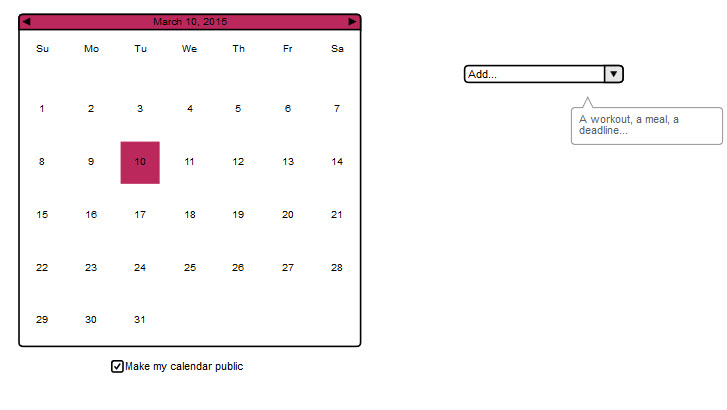 March 10, 2015
Su Mo Tu We Th Fr Sa
1 2 3 4 5 6 7
8 9 10 11 12 13 14
15 16 17 18 19 20 21
22 23 24 25 26 27 28
29 30 31
Make my calendar public
Add...
A workout, a meal, a
deadline...